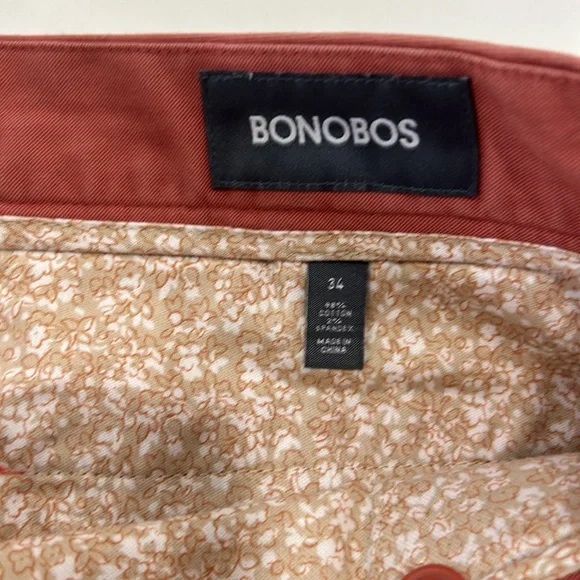 BONOBOS
34
98%
COTTON
2%
SPANDEX
MADE IN
CHINA